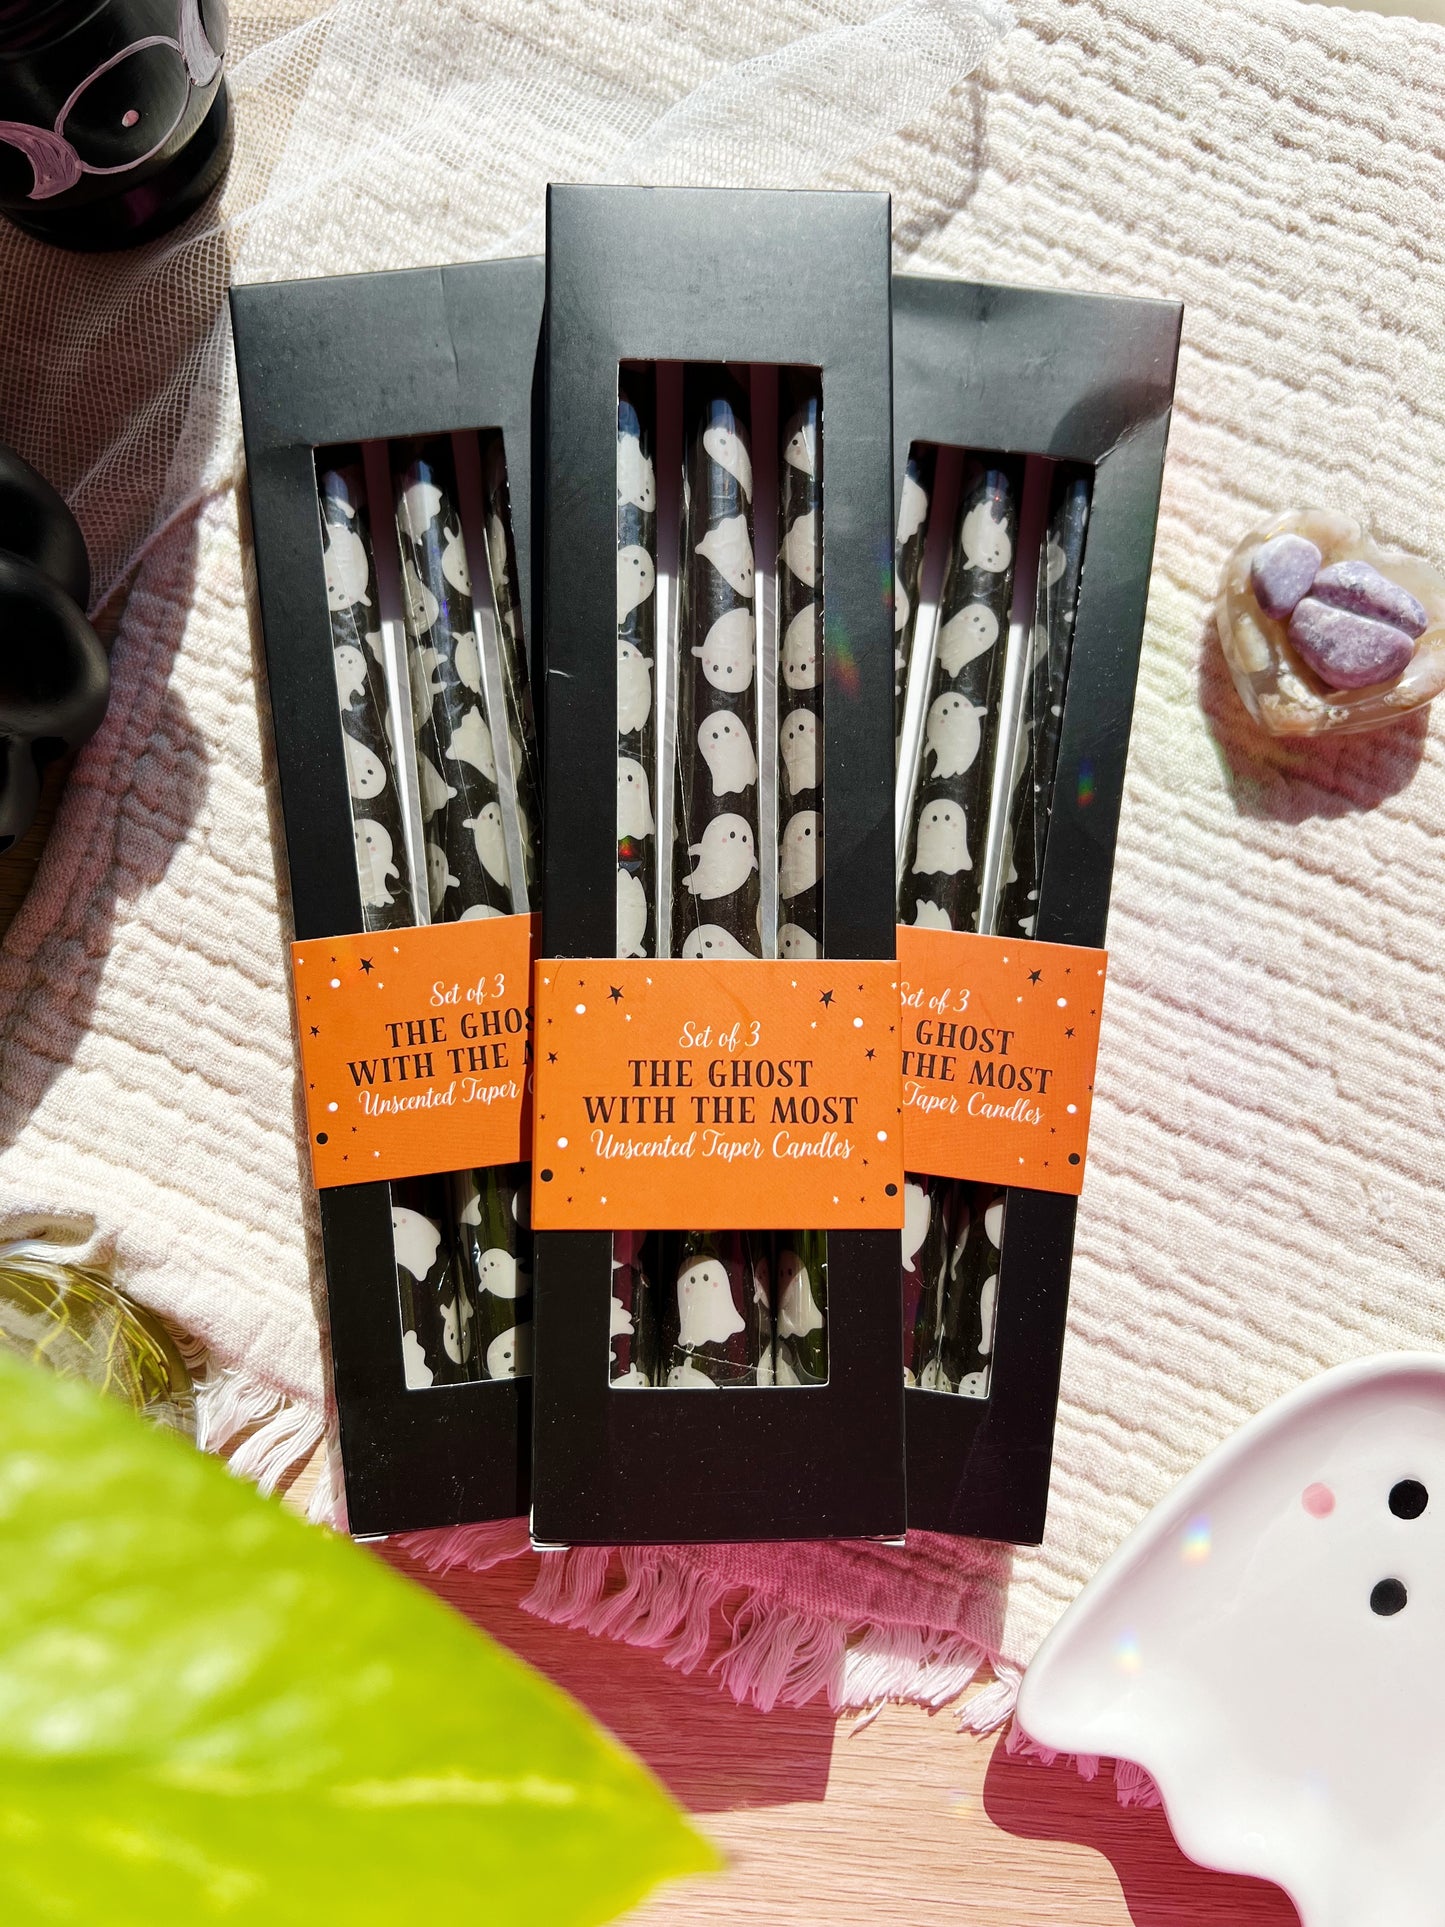 Set of 3
THE GHOS
WITH THE
Unscented Taper
Set of 3
THE GHOST
WITH THE MOST
Unscented Taper Candles
Set of 3
GHOST
THE MOST
Taper Candles